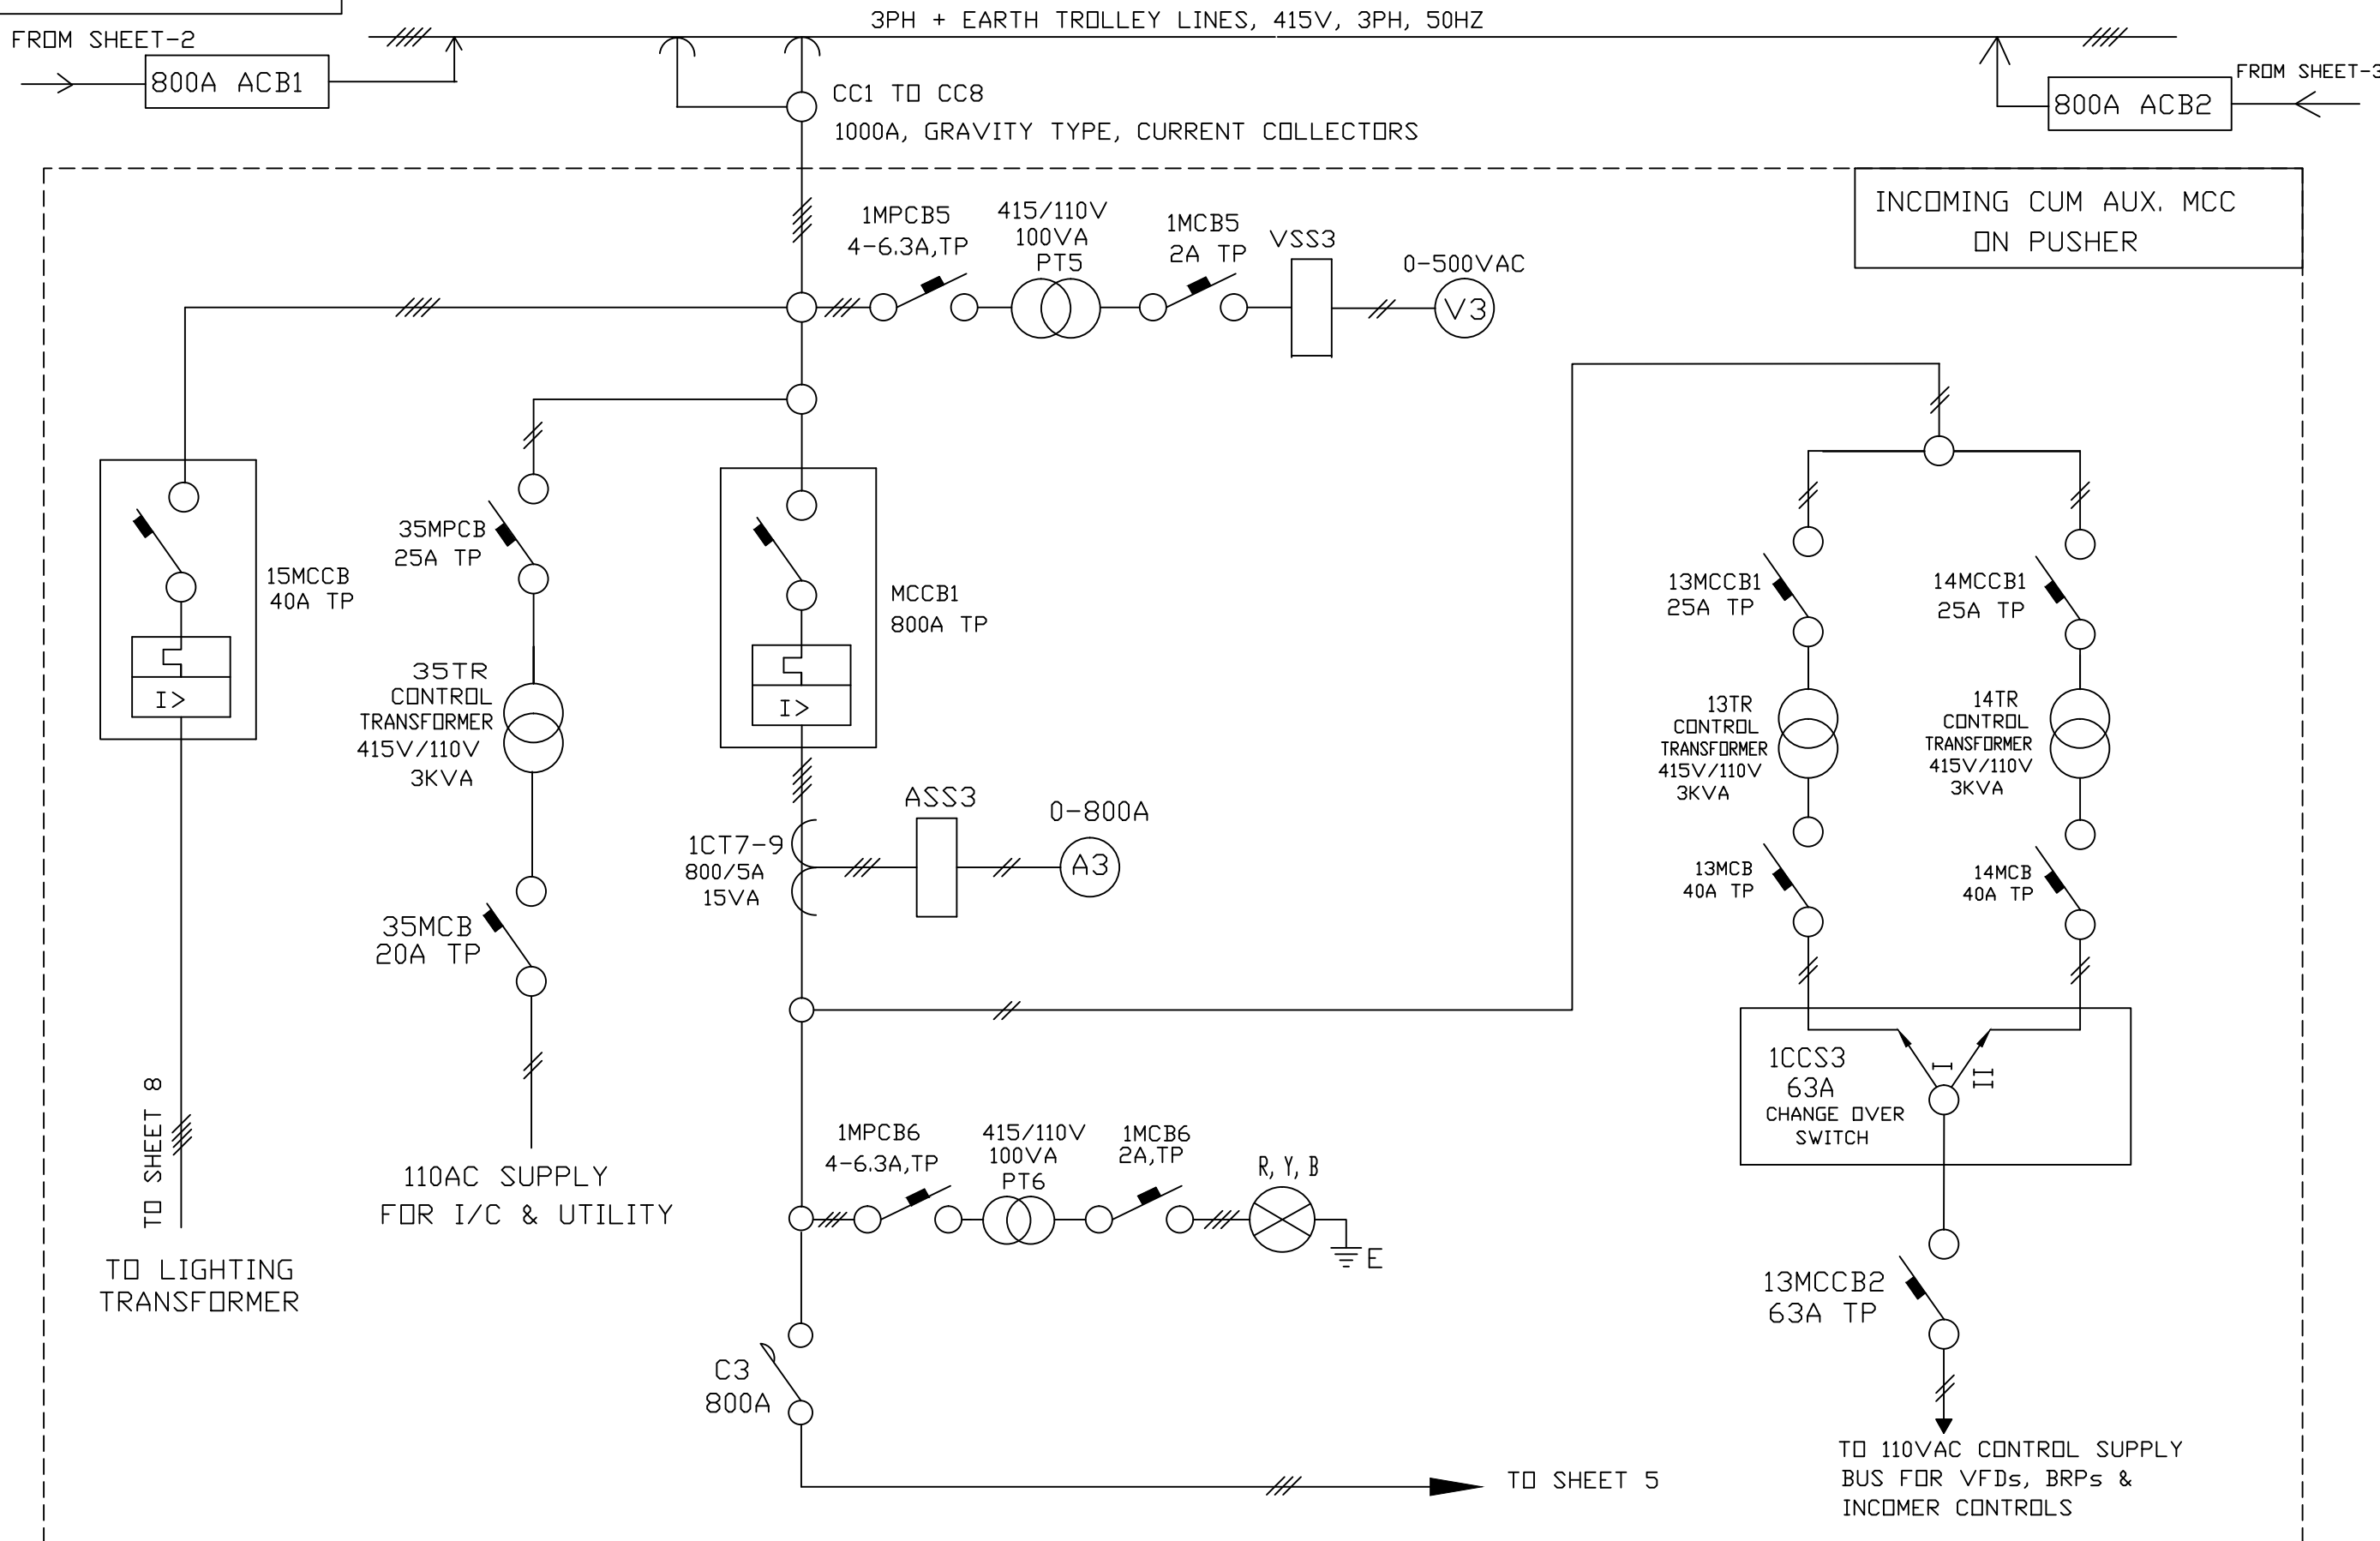 3PH + EARTH TROLLEY LINES, 415V, 3PH, 50HZ
FROM SHEET-2
800A ACB1
FROM SHEET-3
800A ACB2
CC1 TO CC8
1000A, GRAVITY TYPE, CURRENT COLLECTORS
INCOMING CUM AUX. MCC
ON PUSHER
1MPCB5
4-6.3A,TP
415/110V
100VA
PT5
1MCB5
2A TP
VSS3
0-500VAC
V3
15MCCB
40A TP
I>
35MPCB
25A TP
35TR
CONTROL
TRANSFORMER
415V/110V
3KVA
35MCB
20A TP
110AC SUPPLY
FOR I/C & UTILITY
TO SHEET 8
TO LIGHTING
TRANSFORMER
MCCB1
800A TP
I>
1CT7-9
800/5A
15VA
ASS3
0-800A
A3
1MPCB6
4-6.3A,TP
415/110V
100VA
PT6
1MCB6
2A,TP
R, Y, B
E
C3
800A
TO SHEET 5
13MCCB1
25A TP
14MCCB1
25A TP
13TR
CONTROL
TRANSFORMER
415V/110V
3KVA
14TR
CONTROL
TRANSFORMER
415V/110V
3KVA
13MCB
40A TP
14MCB
40A TP
1CCS3
63A
CHANGE OVER
SWITCH
I
II
13MCCB2
63A TP
TO 110VAC CONTROL SUPPLY
BUS FOR VFDs, BRPs &
INCOMER CONTROLS